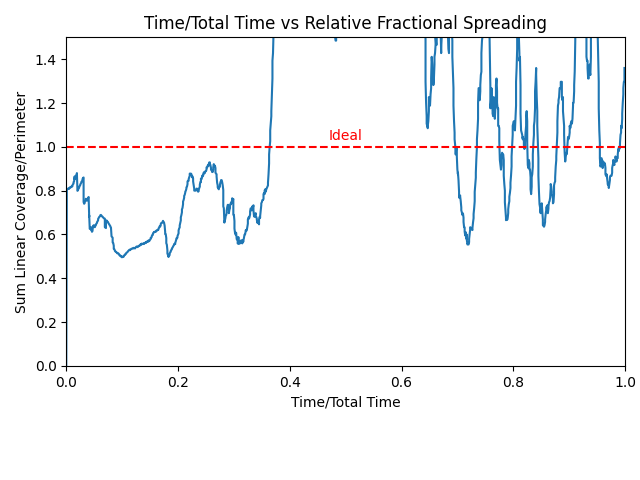 Time/Total Time vs Relative Fractional Spreading
Sum Linear Coverage/Perimeter
1.4
1.2
1.0
0.8
0.6
0.4
0.2
0.0
Ideal
0.0 0.2 0.4 0.6 0.8 1.0
Time/Total Time